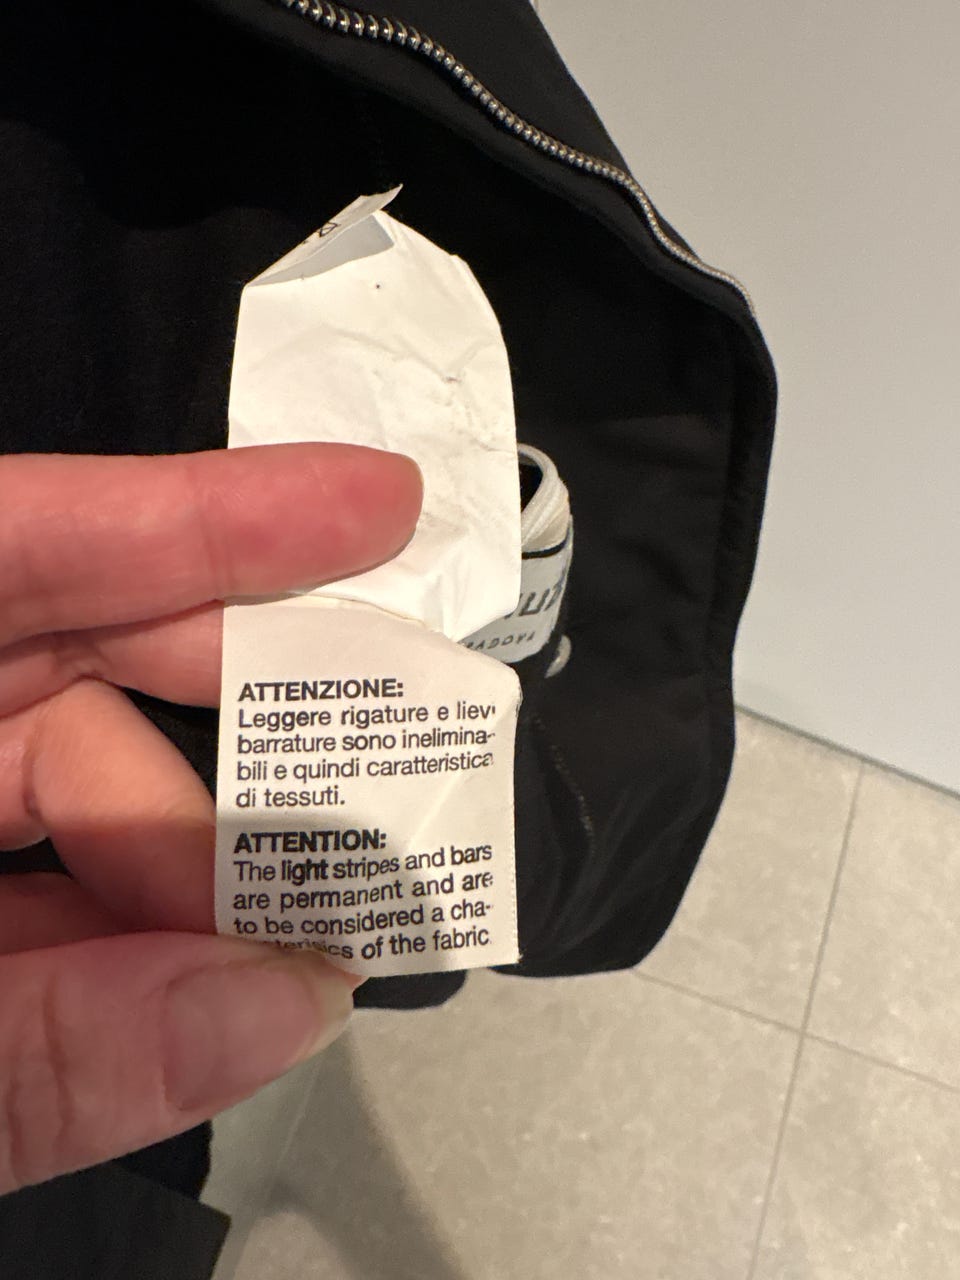 PADOVA
ATTENZIONE:
Leggere rigature e lievi
barrature sono inelimina-
bili e quindi caratteristica
di tessuti.
ATTENTION:
The light stripes and bars
are permanent and are
to be considered a cha-
of the fabric